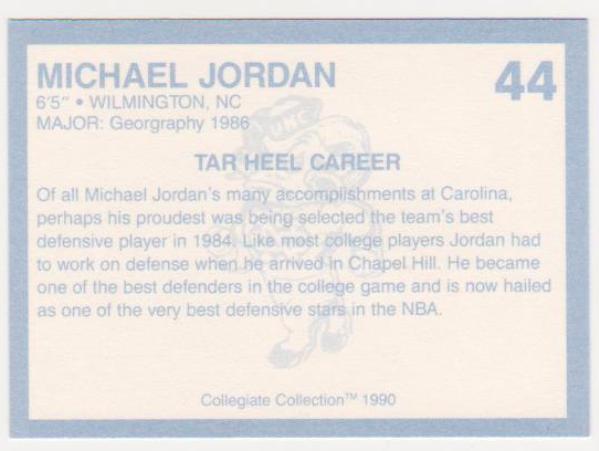 MICHAEL JORDAN 44
6'5" • WILMINGTON, NC
MAJOR: Georgraphy 1986
UNC
TAR HEEL CAREER
Of all Michael Jordan's many accomplishments at Carolina,
perhaps his proudest was being selected the team's best
defensive player in 1984. Like most college players Jordan had
to work on defense when he arrived in Chapel Hill. He became
one of the best defenders in the college game and is now hailed
as one of the very best defensive stars in the NBA.
Collegiate Collection™ 1990